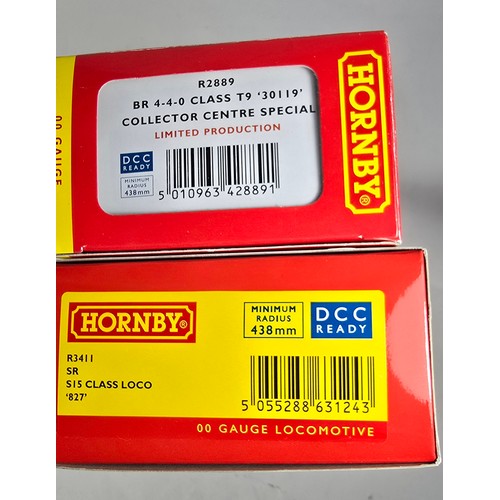 00 GAUGE
R2889
BR 4-4-0 CLASS T9 '30119'
COLLECTOR CENTRE SPECIAL
LIMITED PRODUCTION
DCC
READY
MINIMUM
RADIUS
438mm
5 010963 428891
HORNBY®
HORNBY®
R3411
SR
S15 CLASS LOCO
'827'
MINIMUM
RADIUS
438mm
DCC
READY
5 055288 631243
00 GAUGE LOCOMOTIVE